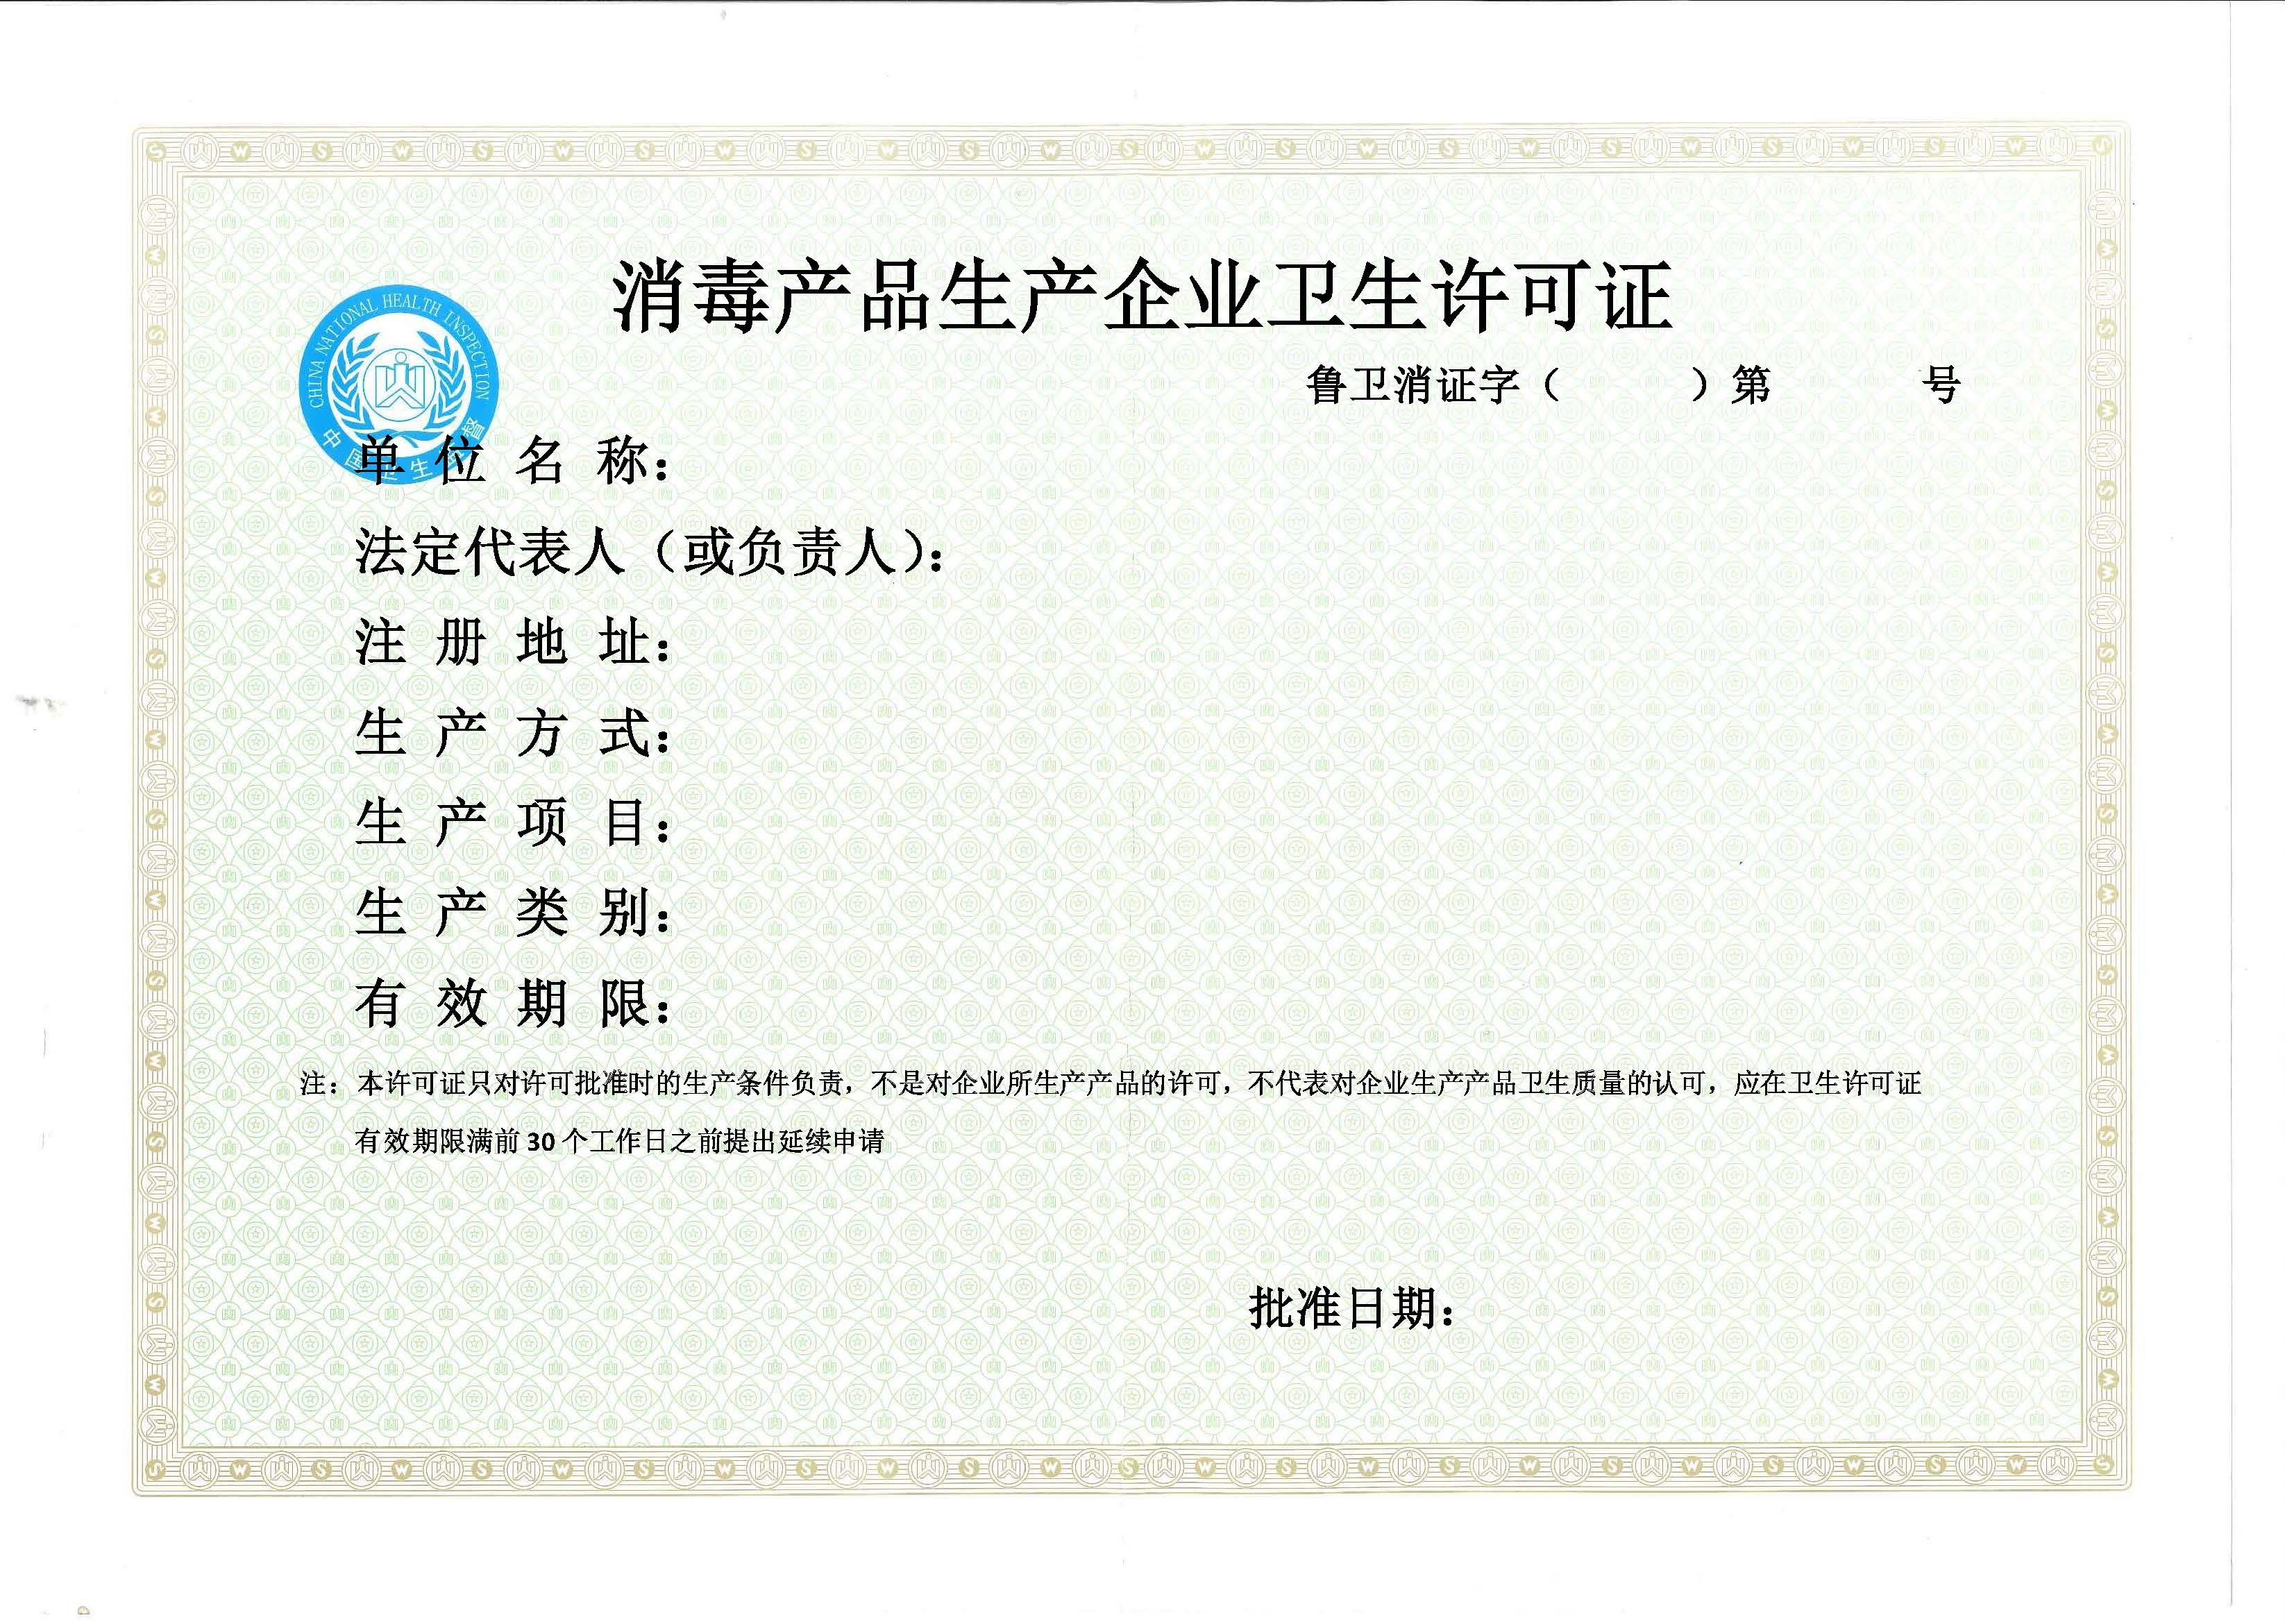 消毒产品生产企业卫生许可证
CHINA NATIONAL HEALTH INSPECTION
鲁卫消证字（ ）第 号
中国卫生监督
单位名称：
法定代表人（或负责人）：
注册地址：
生产方式：
生产项目：
生产类别：
有效期限：
注：本许可证只对许可批准时的生产条件负责，不是对企业所生产产品的许可，不代表对企业生产产品卫生质量的认可，应在卫生许可证
有效期限满前30个工作日之前提出延续申请
批准日期：